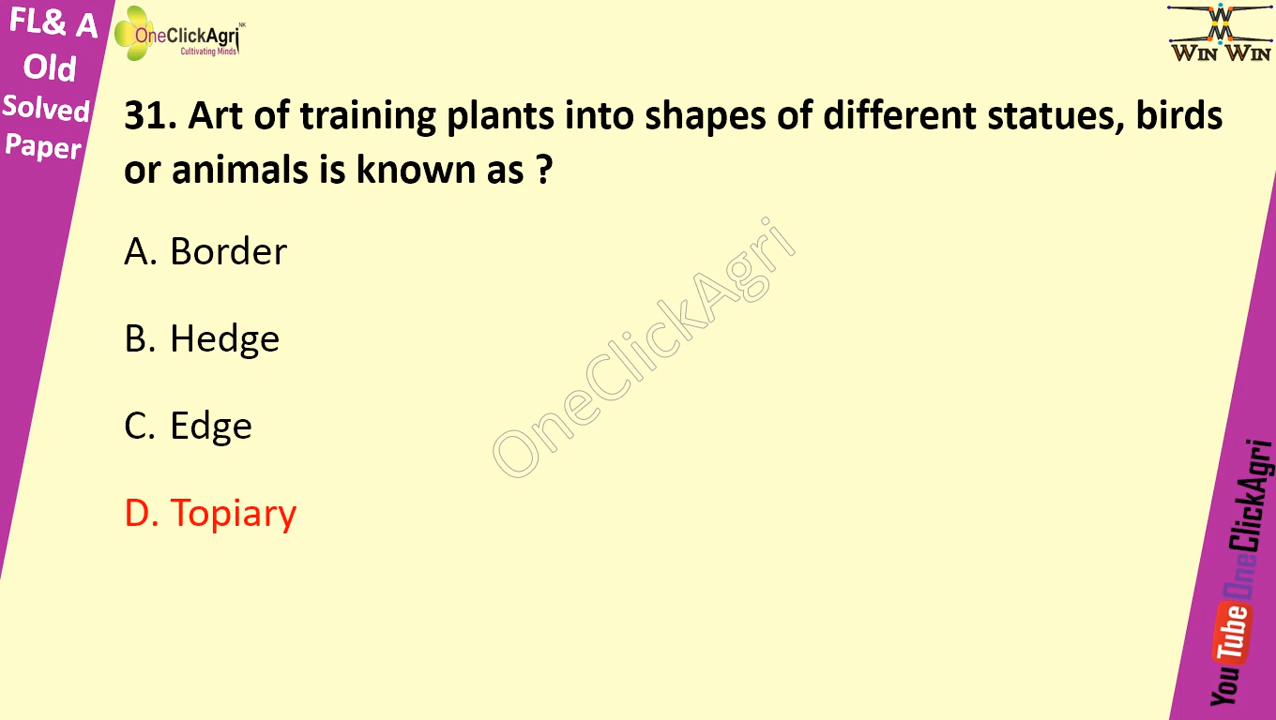 FL& A
Old
Solved
Paper
OneClickAgri NK
Cultivating Minds
WIN WIN
31. Art of training plants into shapes of different statues, birds
or animals is known as ?
A. Border
B. Hedge
C. Edge
D. Topiary
OneClickAgri
YouTube OneClickAgri